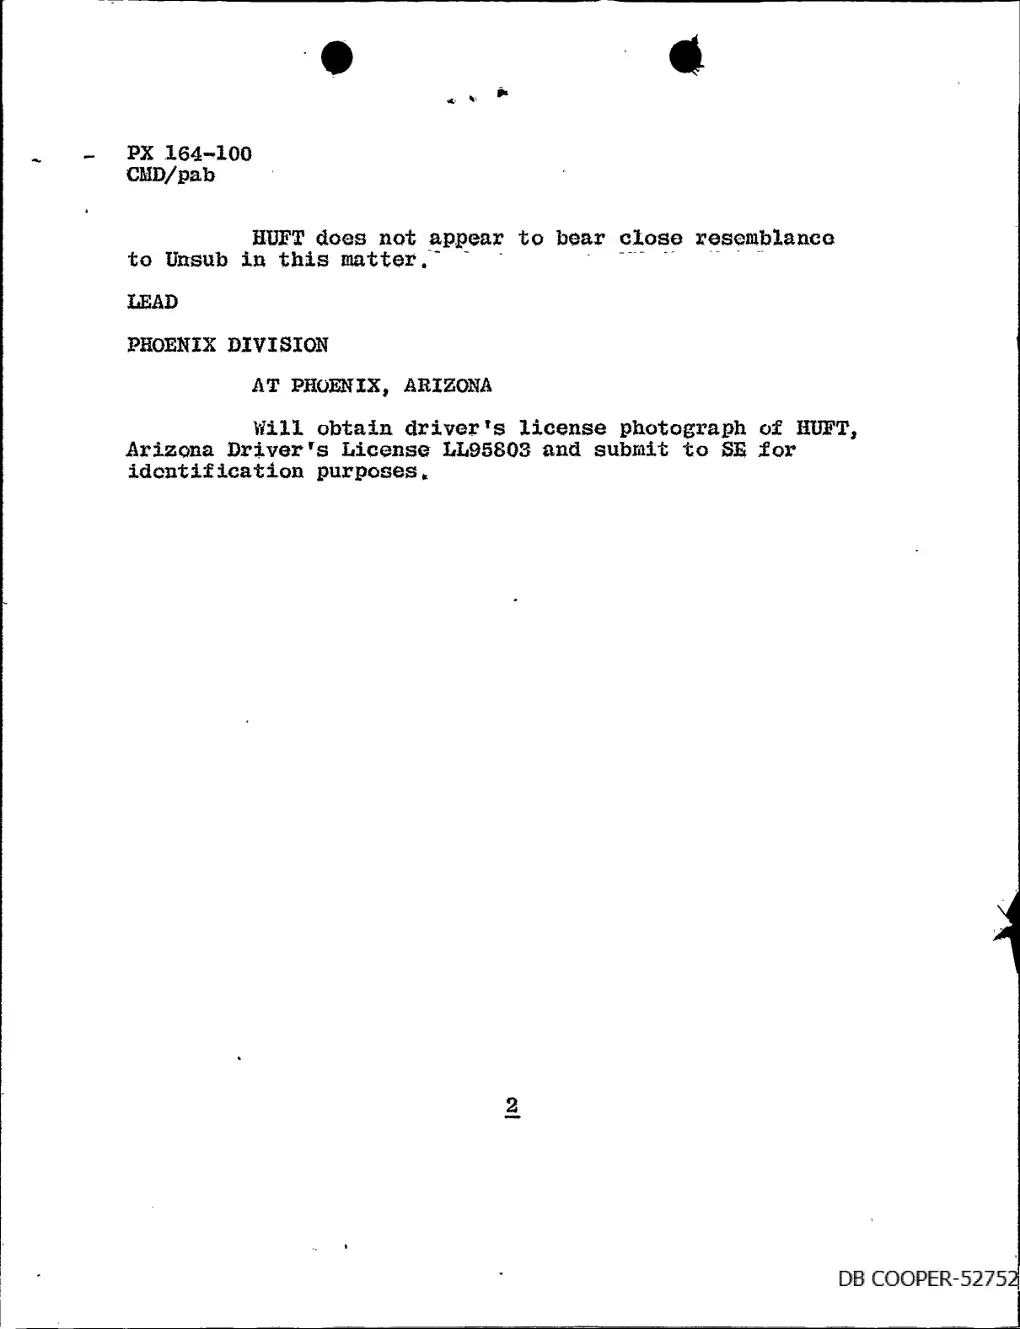 PX 164-100
CMD/pab
HUFT does not appear to bear close resemblance
to Unsub in this matter.
LEAD
PHOENIX DIVISION
AT PHOENIX, ARIZONA
Will obtain driver's license photograph of HUFT,
Arizona Driver's License LL95803 and submit to SE for
identification purposes.
2
DB COOPER-52752